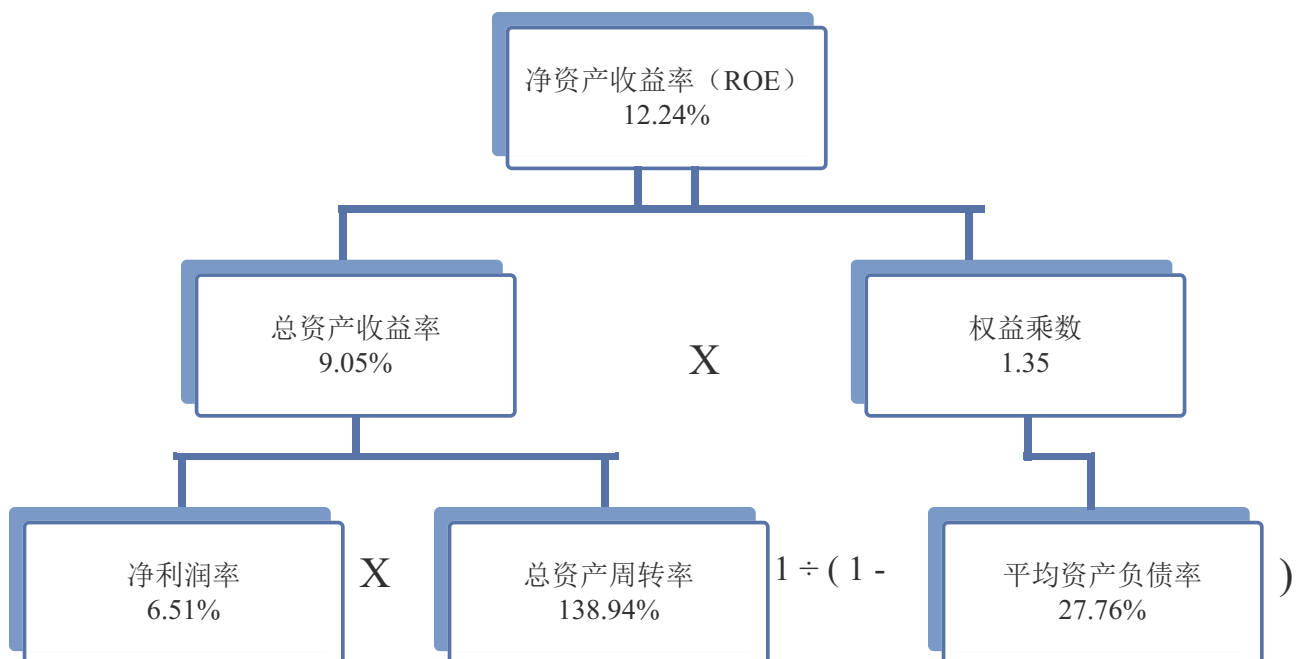 净资产收益率（ROE）
12.24%
总资产收益率
9.05%
X
权益乘数
1.35
净利润率
6.51%
X
总资产周转率
138.94%
1 ÷ ( 1 -
平均资产负债率
27.76%
)